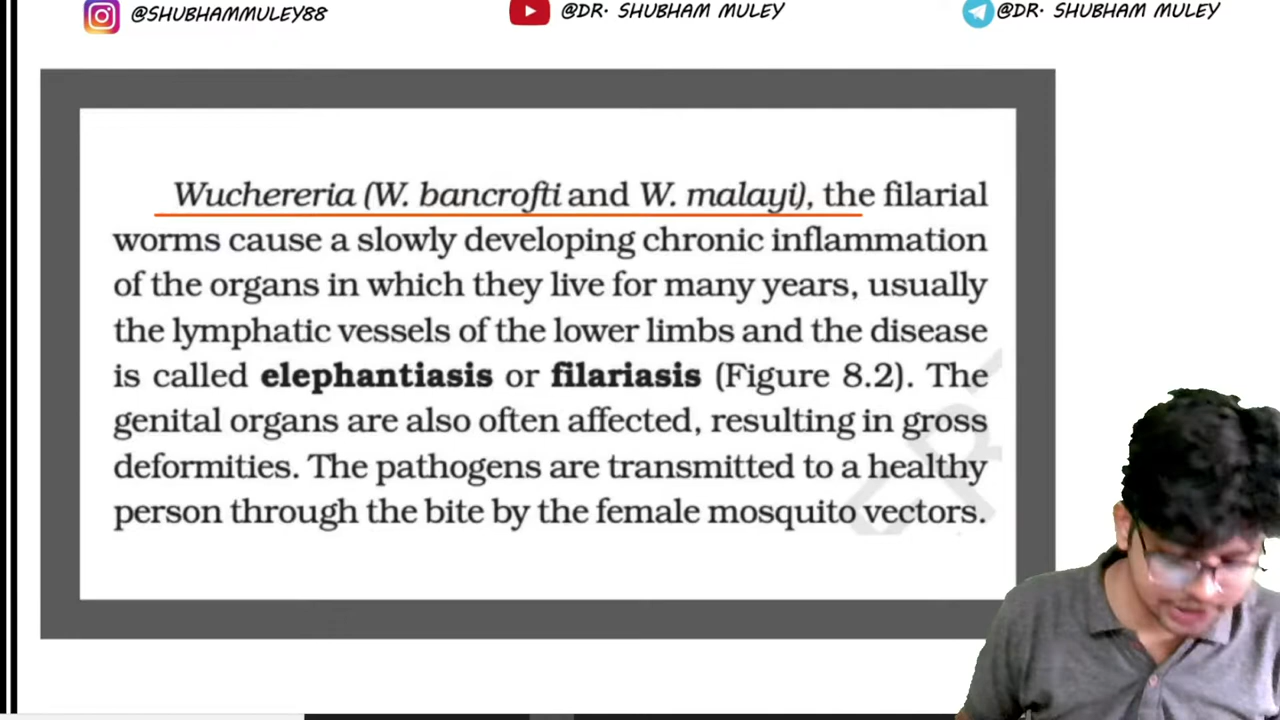 @SHUBHAMMULEY88
@DR. SHUBHAM MULEY
@DR. SHUBHAM MULEY
Wuchereria (W. bancrofti and W. malayi), the filarial
worms cause a slowly developing chronic inflammation
of the organs in which they live for many years, usually
the lymphatic vessels of the lower limbs and the disease
is called elephantiasis or filariasis (Figure 8.2). The
genital organs are also often affected, resulting in gross
deformities. The pathogens are transmitted to a healthy
person through the bite by the female mosquito vectors.